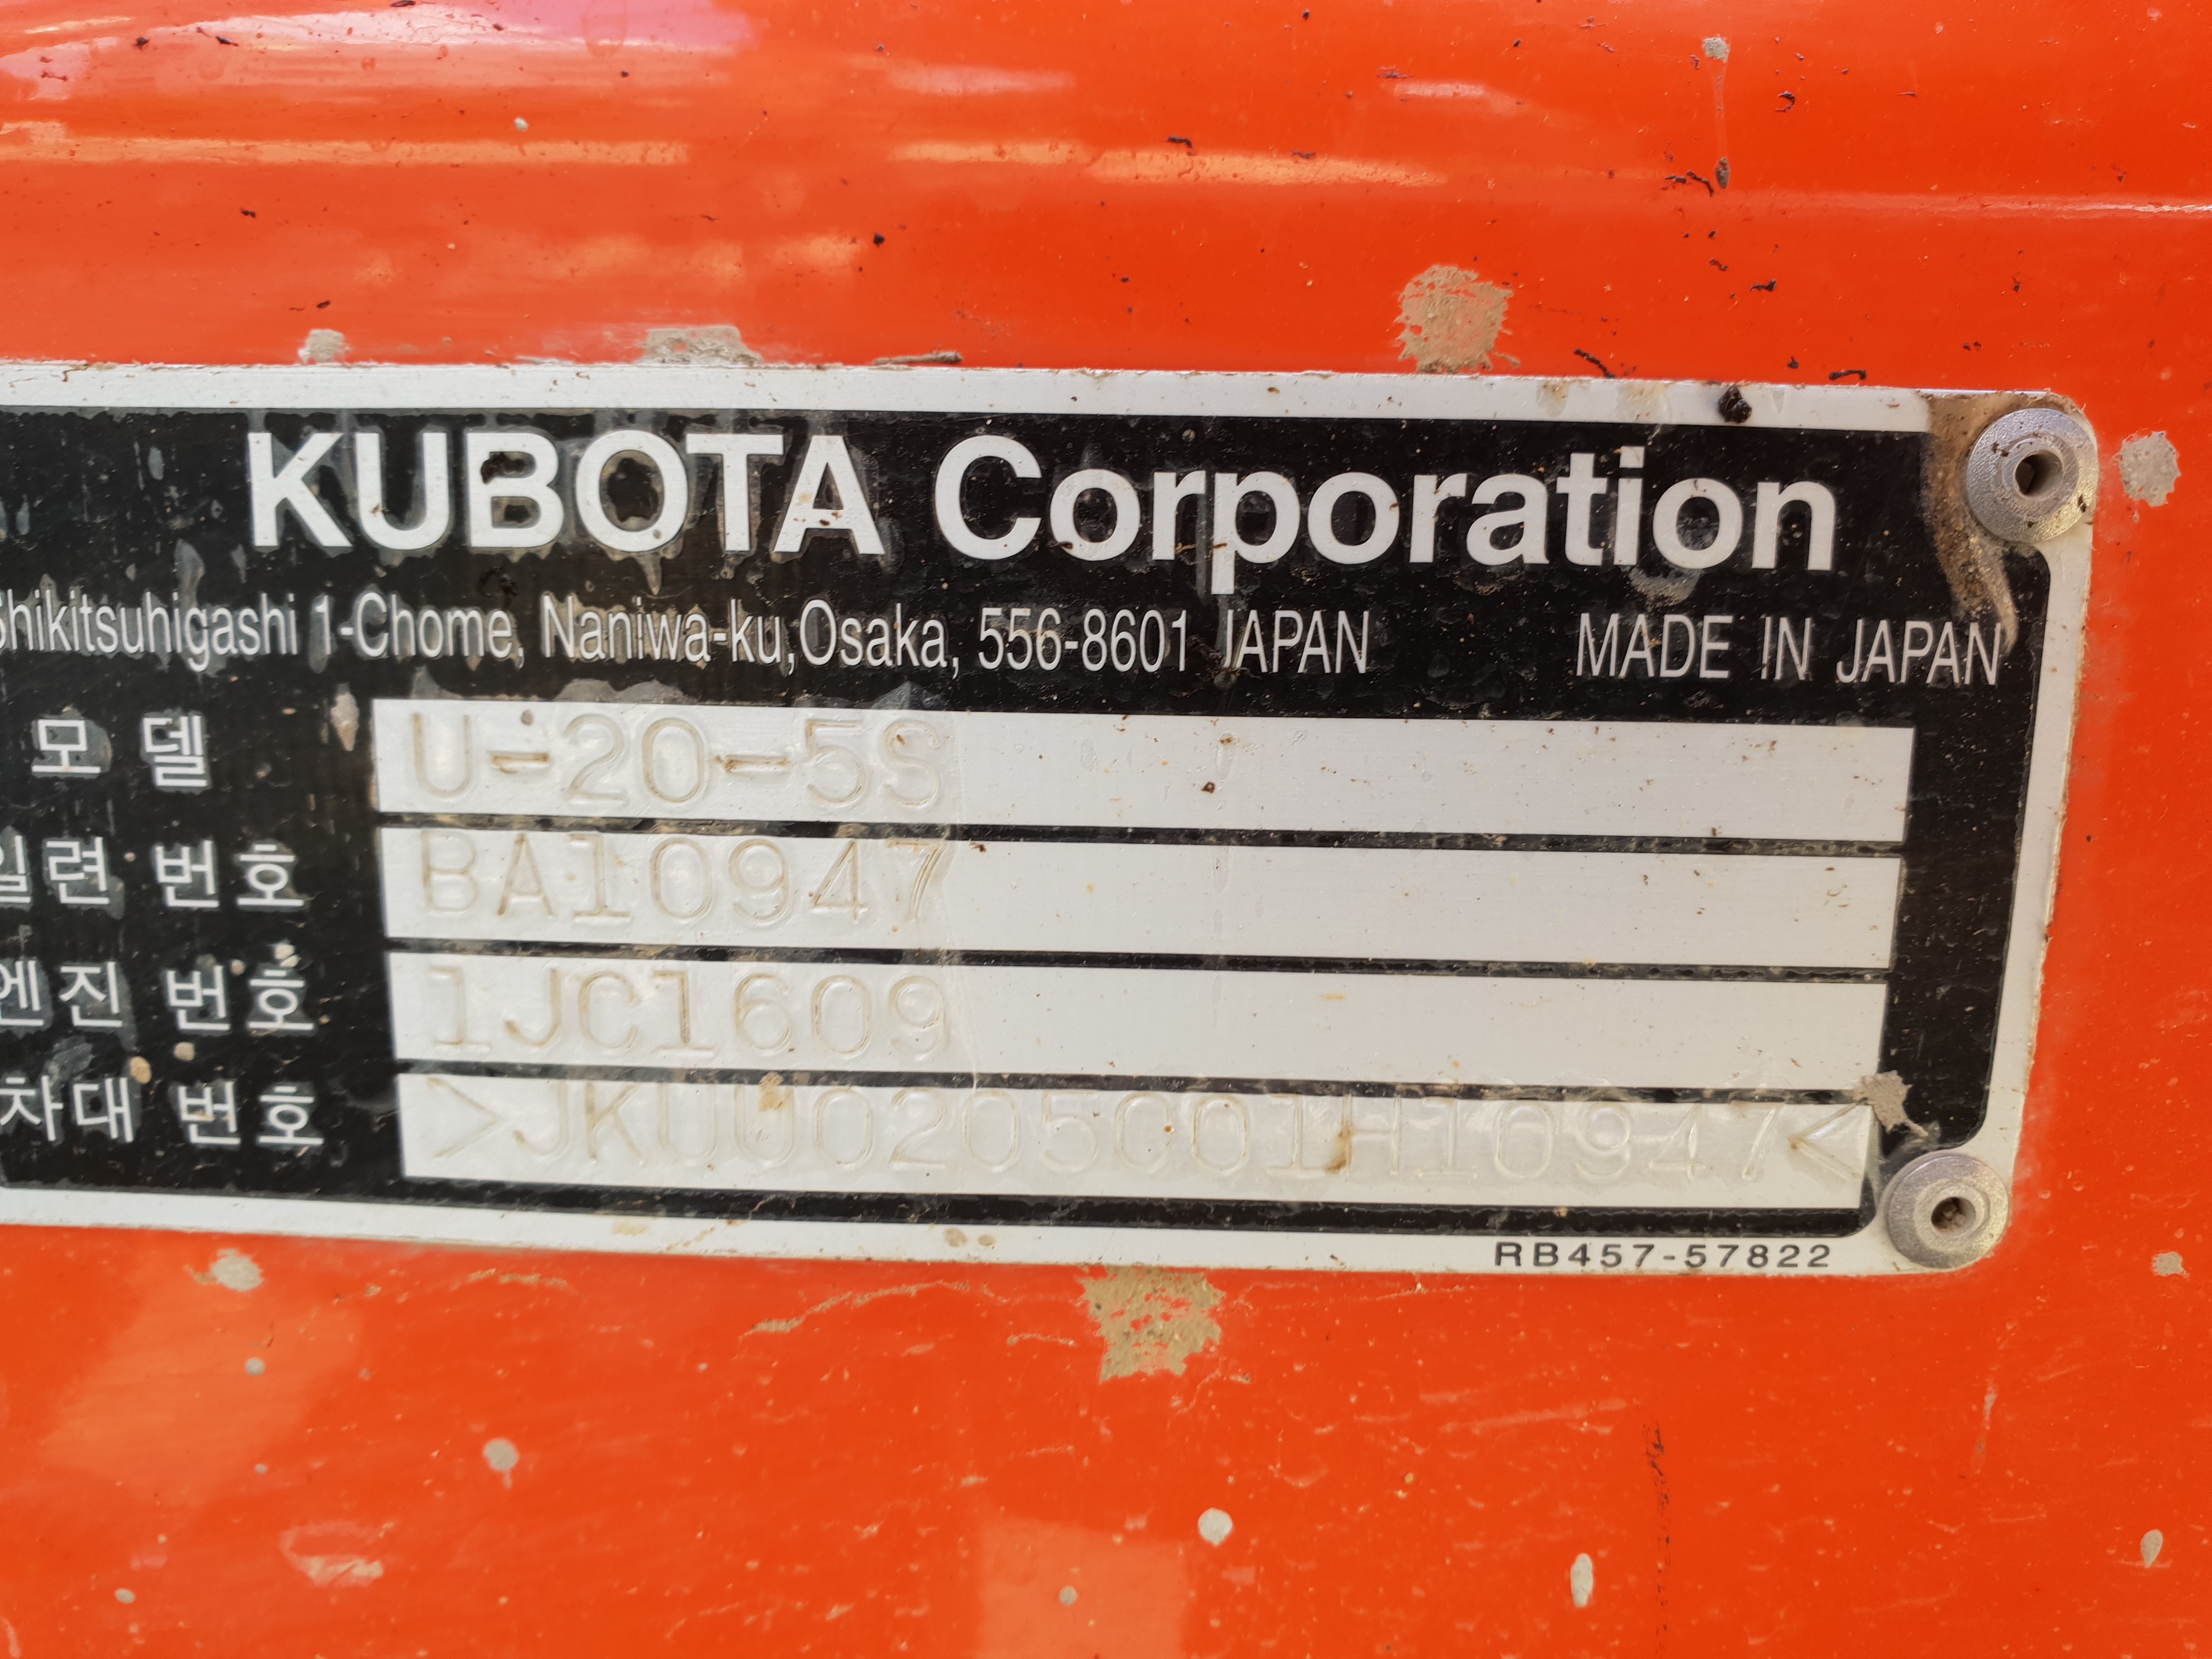 KUBOTA Corporation
Shikitsuhigashi 1-Chome, Naniwa-ku,Osaka, 556-8601 JAPAN MADE IN JAPAN
모 델 U-20-5S
일련 번호 BA10947
엔진 번호 1JC1609
차대 번호 >JKUU0205C01H10947<
RB457-57822